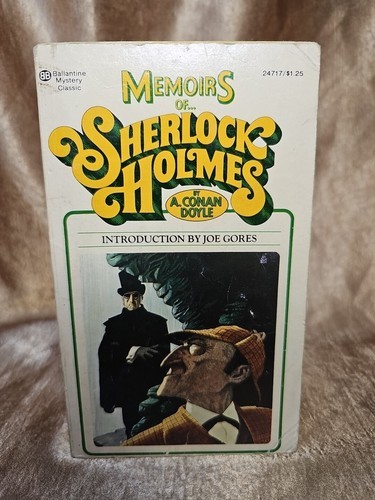 BB Ballantine
Mystery
Classic
24717/$1.25
MEMOIRS
OF...
SHERLOCK
HOLMES
BY
A. CONAN
DOYLE
INTRODUCTION BY JOE GORES